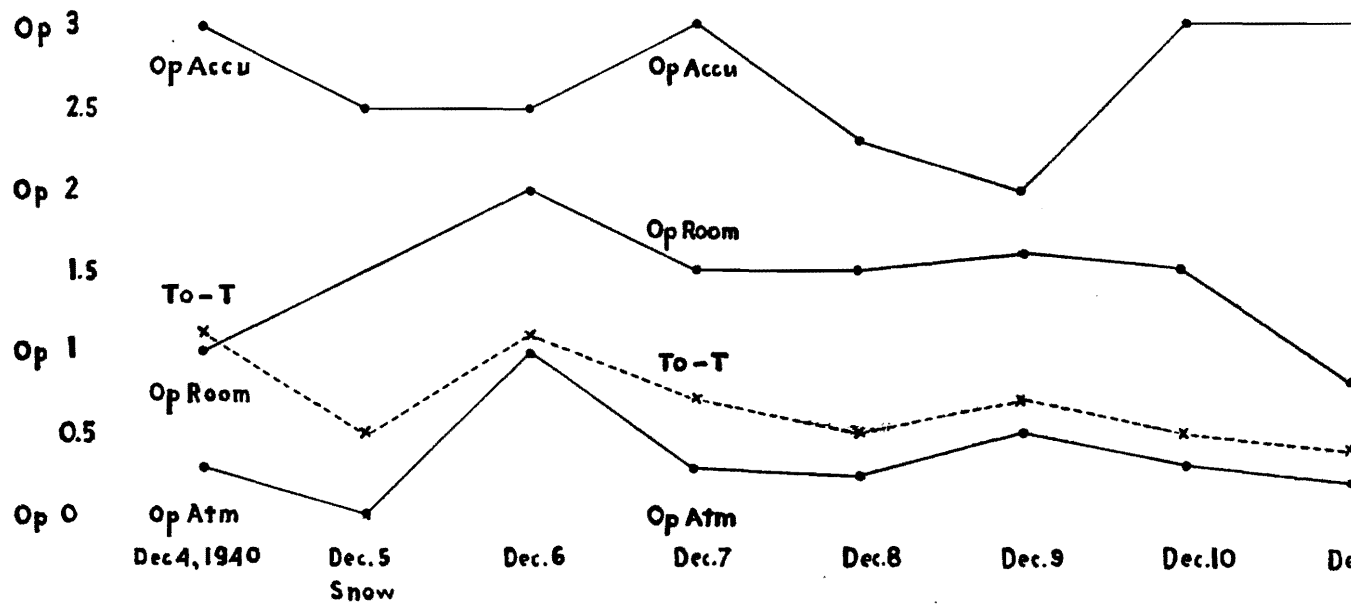 Op 3
Op Accu
Op Accu
2.5
Op 2
Op Room
1.5
To-T
Op 1
To-T
Op Room
0.5
Op 0
Op Atm
Op Atm
Dec 4, 1940
Dec. 5
Dec. 6
Dec. 7
Dec. 8
Dec. 9
Dec. 10
De
Snow